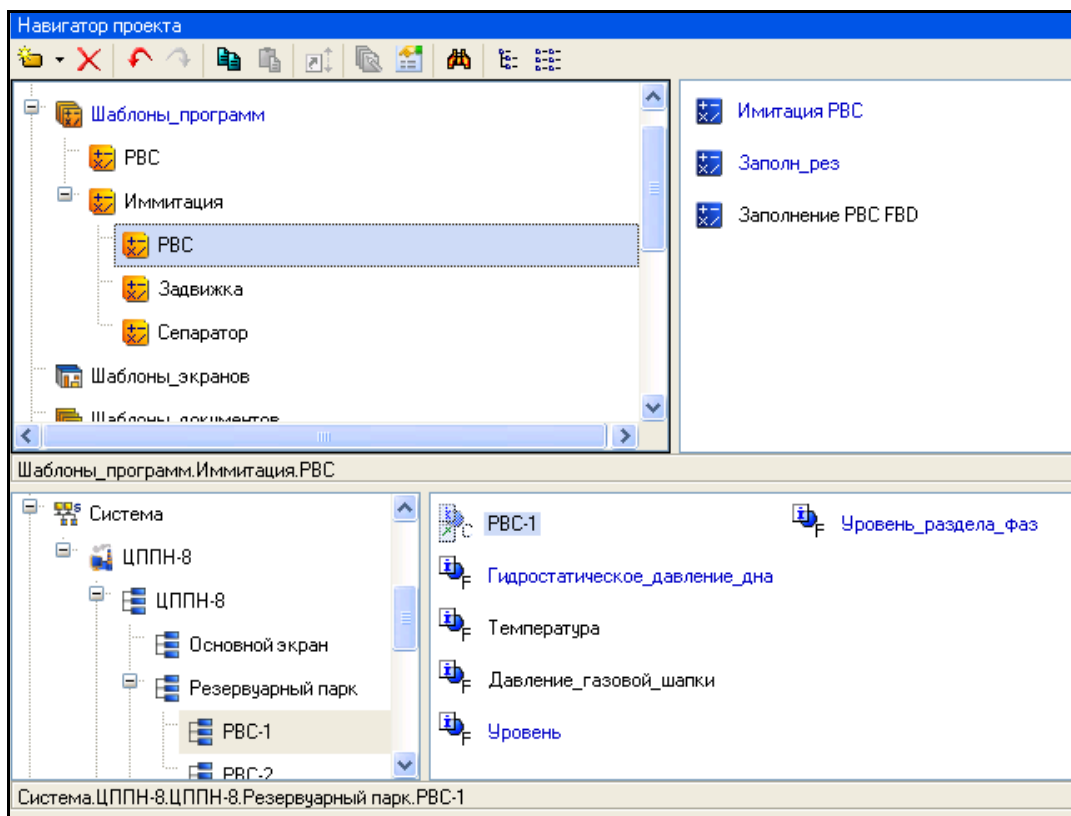 Навигатор проекта
Шаблоны_программ
РВС
Иммитация
РВС
Задвижка
Сепаратор
Шаблоны_экранов
Шаблоны_документов
Имитация РВС
Заполн_рез
Заполнение РВС FBD
Шаблоны_программ.Иммитация.РВС
Система
ЦППН-8
ЦППН-8
Основной экран
Резервуарный парк
РВС-1
РВС-2
C РВС-1
F Уровень_раздела_фаз
F Гидростатическое_давление_дна
F Температура
F Давление_газовой_шапки
F Уровень
Система.ЦППН-8.ЦППН-8.Резервуарный парк.РВС-1